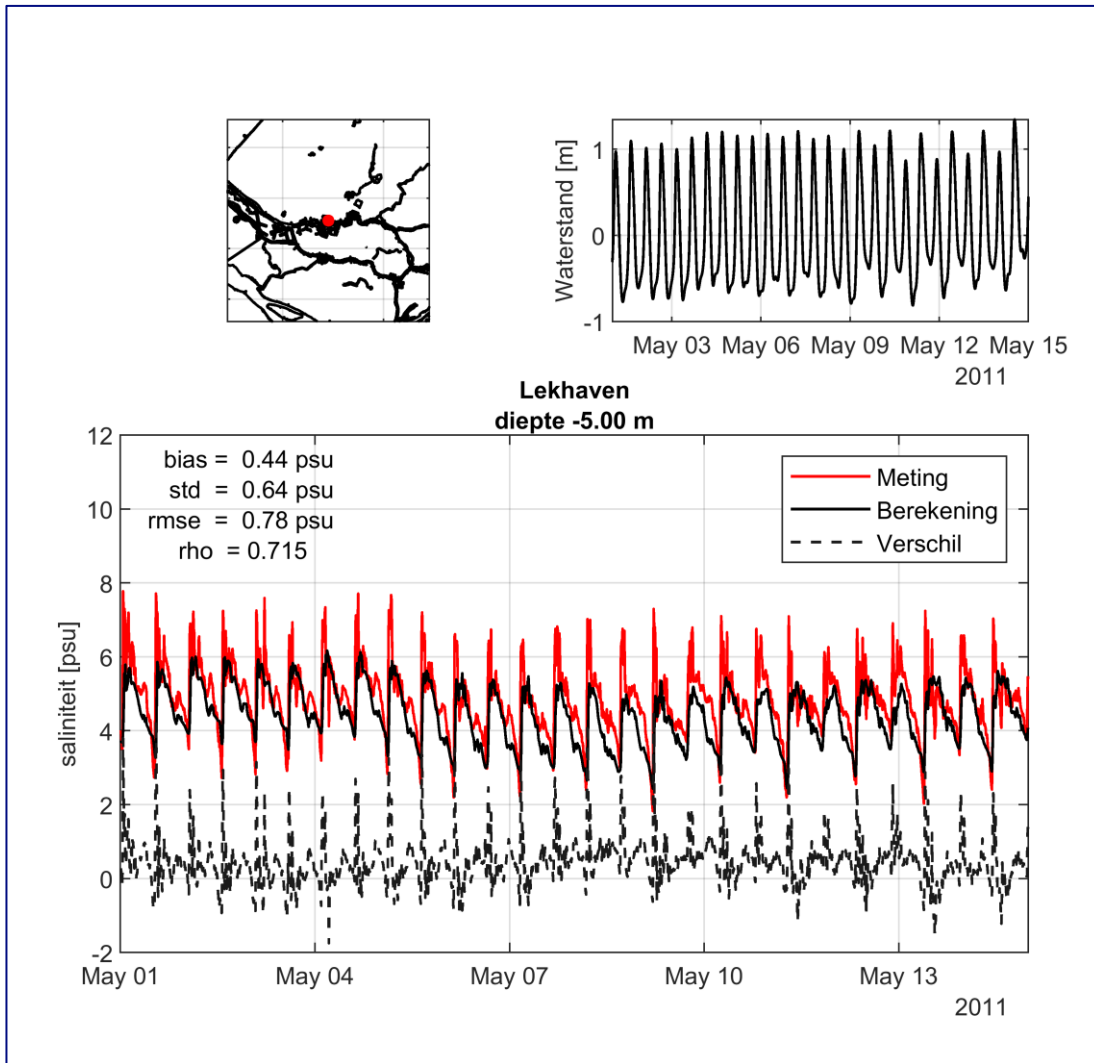 Waterstand [m]
1
0
-1
May 03 May 06 May 09 May 12 May 15
2011
Lekhaven
diepte -5.00 m
saliniteit [psu]
12
10
8
6
4
2
0
-2
bias = 0.44 psu
std = 0.64 psu
rmse = 0.78 psu
rho = 0.715
Meting
Berekening
Verschil
May 01 May 04 May 07 May 10 May 13
2011